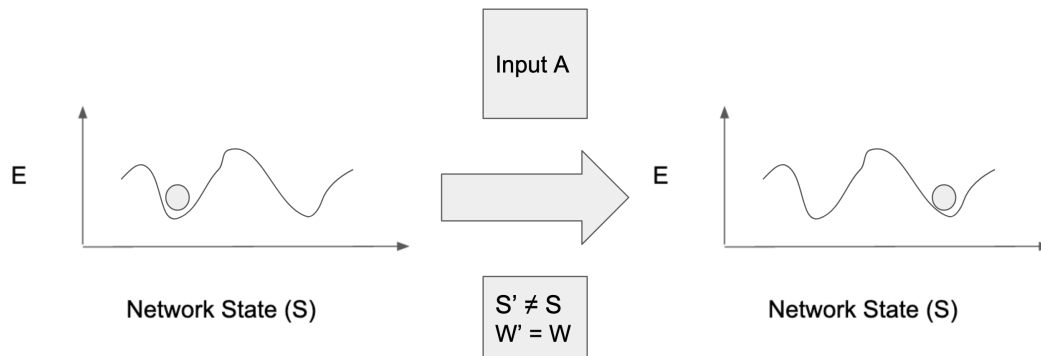 Input A
E
E
Network State (S)
Network State (S)
S’ ≠ S
W’ = W